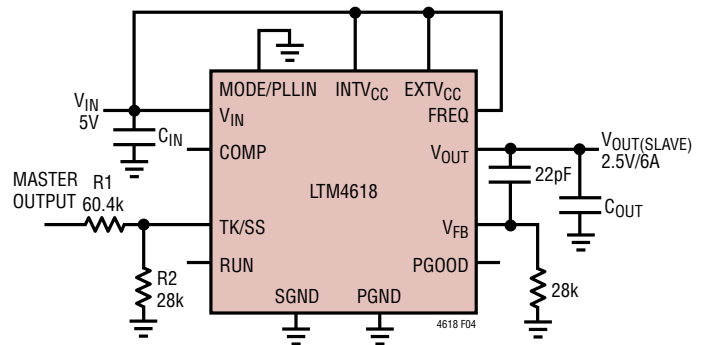 MODE/PLLIN INTVCC EXTVCC
VIN
5V
CIN
VIN
FREQ
COMP
VOUT
VOUT(SLAVE)
2.5V/6A
22pF
COUT
LTM4618
MASTER
OUTPUT
R1
60.4k
TK/SS
VFB
RUN
PGOOD
R2
28k
28k
SGND PGND
4618 F04